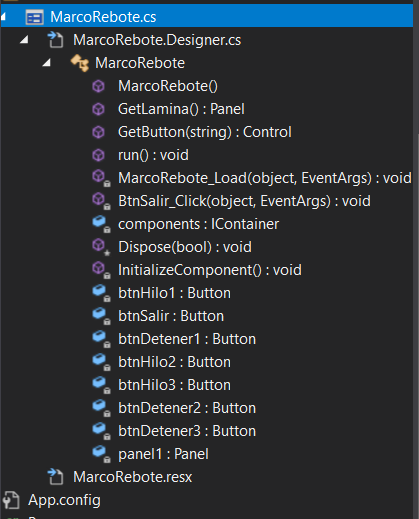 MarcoRebote.cs
MarcoRebote.Designer.cs
MarcoRebote
MarcoRebote()
GetLamina() : Panel
GetButton(string) : Control
run() : void
MarcoRebote_Load(object, EventArgs) : void
BtnSalir_Click(object, EventArgs) : void
components : IContainer
Dispose(bool) : void
InitializeComponent() : void
btnHilo1 : Button
btnSalir : Button
btnDetener1 : Button
btnHilo2 : Button
btnHilo3 : Button
btnDetener2 : Button
btnDetener3 : Button
panel1 : Panel
MarcoRebote.resx
App.config